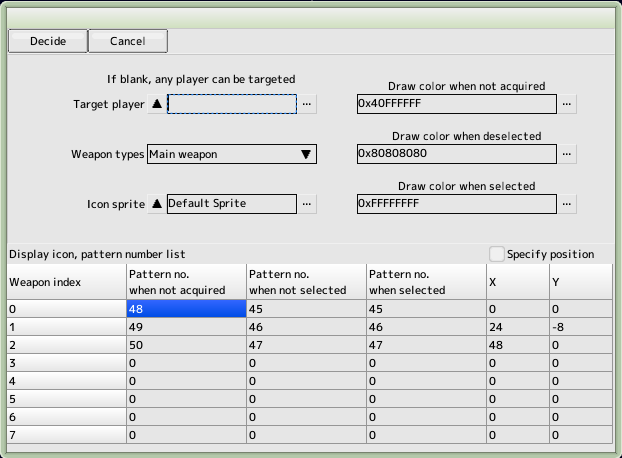 Decide Cancel
If blank, any player can be targeted
Draw color when not acquired
Target player ▲ ...
0x40FFFFFF ...
Draw color when deselected
Weapon types Main weapon ▼
0x80808080 ...
Draw color when selected
Icon sprite ▲ Default Sprite ...
0xFFFFFFFF ...
Display icon, pattern number list
Specify position
Weapon index
Pattern no.
when not acquired
Pattern no.
when not selected
Pattern no.
when selected
X Y
0 48 45 45 0 0
1 49 46 46 24 -8
2 50 47 47 48 0
3 0 0 0 0 0
4 0 0 0 0 0
5 0 0 0 0 0
6 0 0 0 0 0
7 0 0 0 0 0